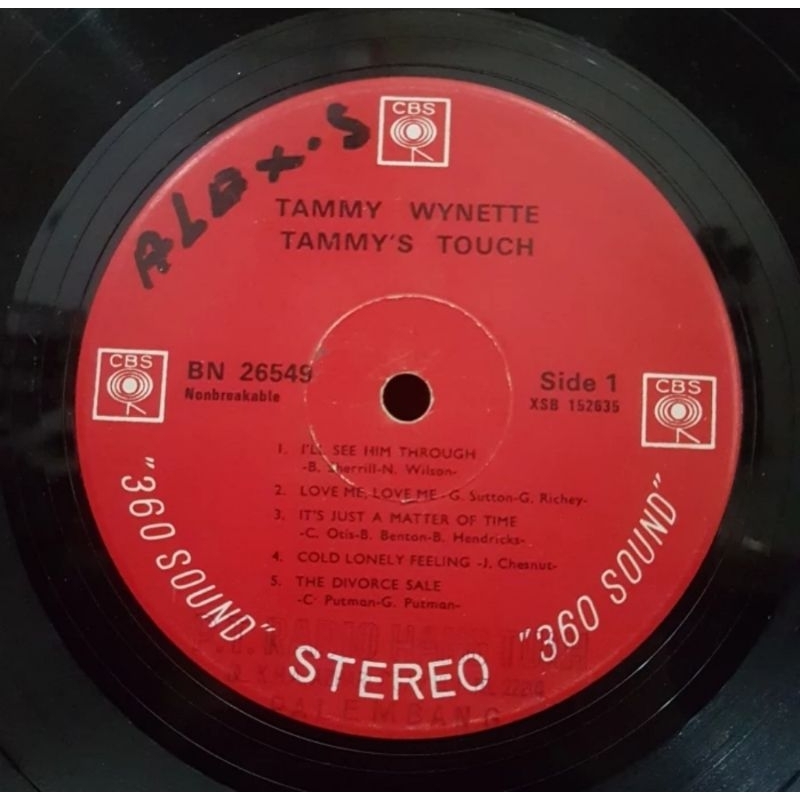 CBS
ALEX.S
TAMMY WYNETTE
TAMMY'S TOUCH
CBS
BN 26549
Nonbreakable
Side 1
XSB 152635
CBS
1. I'LL SEE HIM THROUGH
-B. Sherrill-N. Wilson-
2. LOVE ME, LOVE ME - G. Sutton-G. Richey-
3. IT'S JUST A MATTER OF TIME
-C. Otis-B. Benton-B. Hendricks-
4. COLD LONELY FEELING -J. Chesnut-
5. THE DIVORCE SALE
-C. Putman-G. Putman-
"360 SOUND"
STEREO
"360 SOUND"
RADIO
PALEMBANG